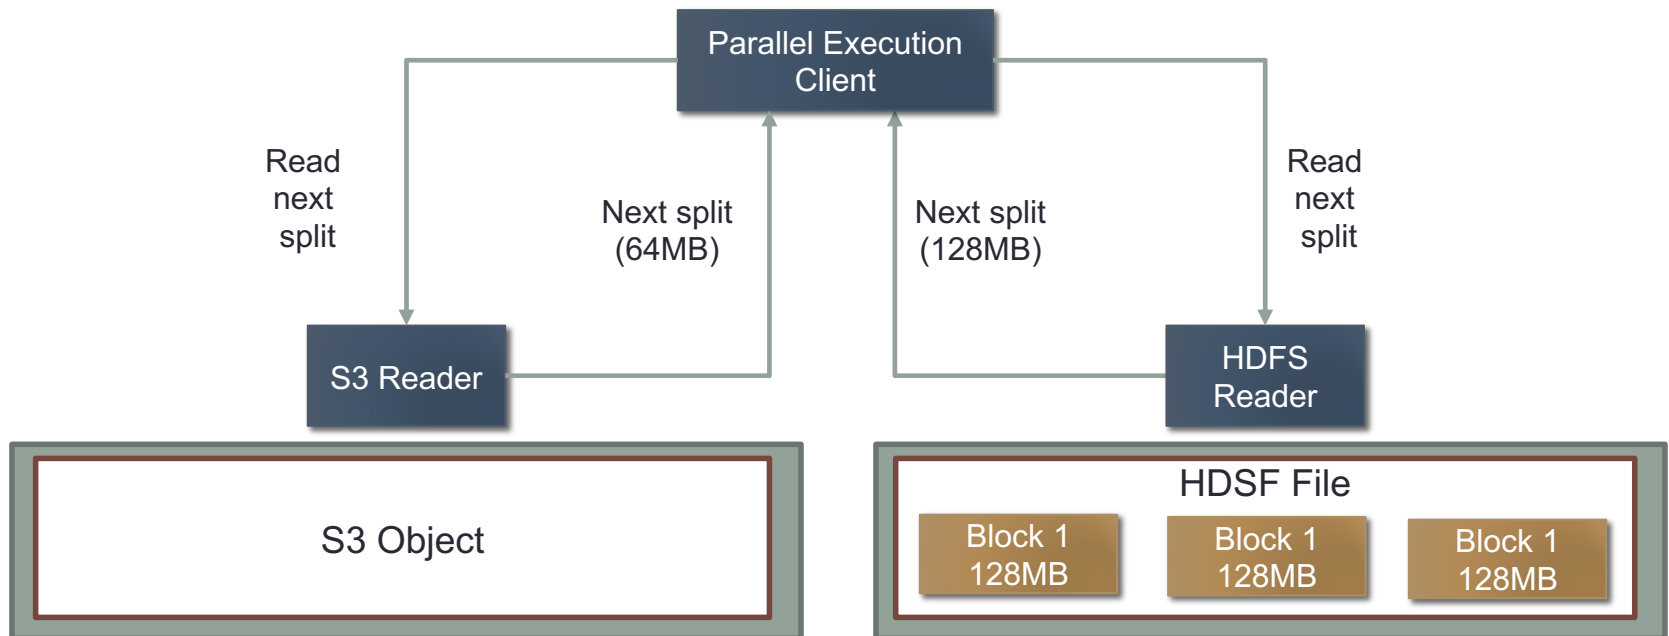 Parallel Execution
Client
Read
next
split
Next split
(64MB)
Next split
(128MB)
Read
next
split
S3 Reader
HDFS
Reader
S3 Object
HDSF File
Block 1
128MB
Block 1
128MB
Block 1
128MB